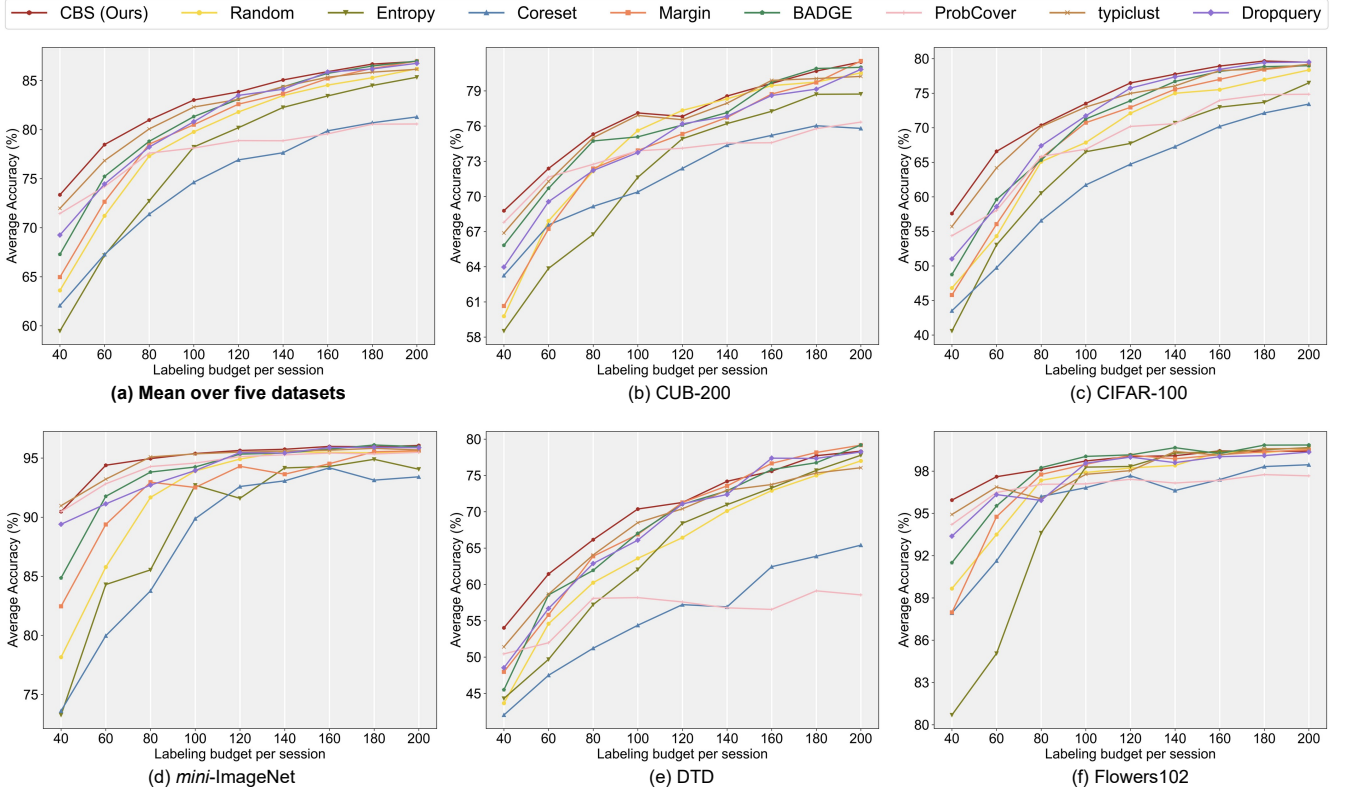 CBS (Ours) Random Entropy Coreset Margin BADGE ProbCover typiclust Dropquery
Average Accuracy (%)
85
80
75
70
65
60
40 60 80 100 120 140 160 180 200
Labeling budget per session
(a) Mean over five datasets
Average Accuracy (%)
79
76
73
70
67
64
61
58
40 60 80 100 120 140 160 180 200
Labeling budget per session
(b) CUB-200
Average Accuracy (%)
80
75
70
65
60
55
50
45
40
40 60 80 100 120 140 160 180 200
Labeling budget per session
(c) CIFAR-100
Average Accuracy (%)
95
90
85
80
75
40 60 80 100 120 140 160 180 200
Labeling budget per session
(d) mini-ImageNet
Average Accuracy (%)
80
75
70
65
60
55
50
45
40 60 80 100 120 140 160 180 200
Labeling budget per session
(e) DTD
Average Accuracy (%)
98
95
92
89
86
83
80
40 60 80 100 120 140 160 180 200
Labeling budget per session
(f) Flowers102